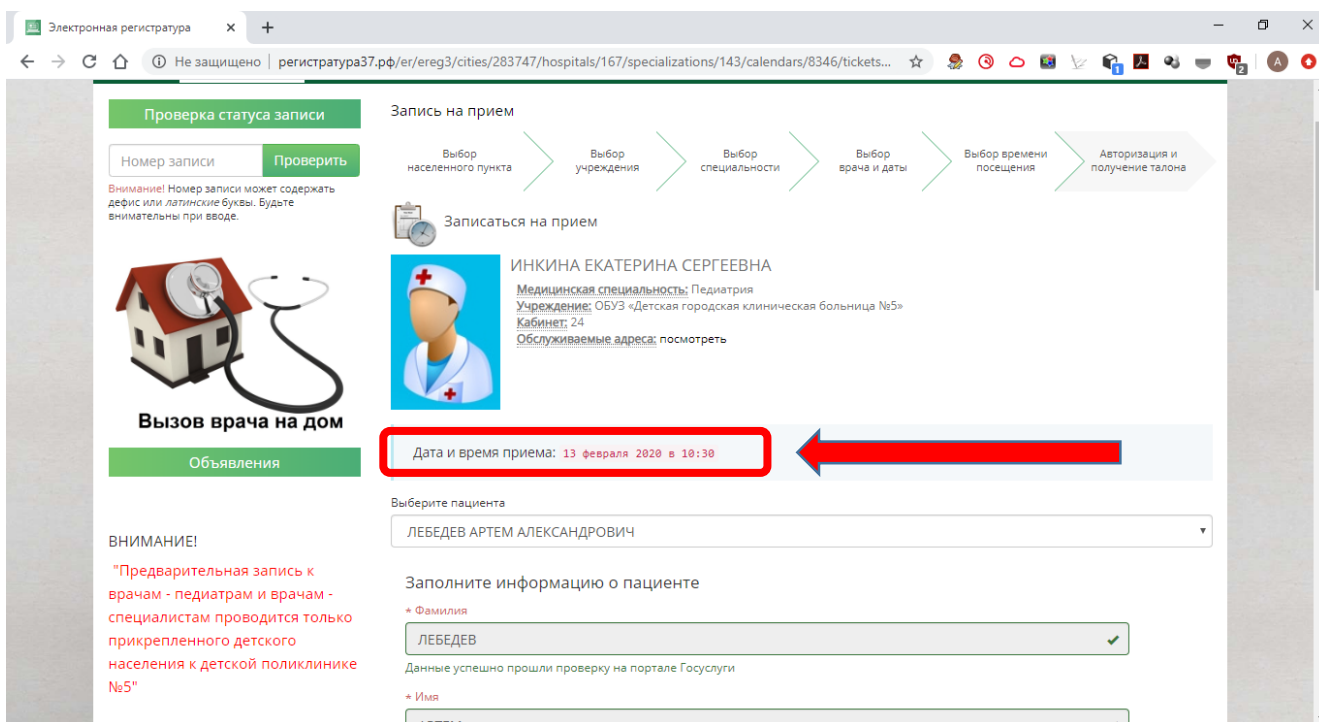 Электронная регистратура
Не защищено | регистратура37.рф/er/ereg3/cities/283747/hospitals/167/specializations/143/calendars/8346/tickets...
1
2
A
Проверка статуса записи
Номер записи
Проверить
Внимание! Номер записи может содержать
дефис или латинские буквы. Будьте
внимательны при вводе.
Вызов врача на дом
Объявления
ВНИМАНИЕ!
"Предварительная запись к
врачам - педиатрам и врачам -
специалистам проводится только
прикрепленного детского
населения к детской поликлинике
№5"
Запись на прием
Выбор
населенного пункта
Выбор
учреждения
Выбор
специальности
Выбор
врача и даты
Выбор времени
посещения
Авторизация и
получение талона
Записаться на прием
ИНКИНА ЕКАТЕРИНА СЕРГЕЕВНА
Медицинская специальность: Педиатрия
Учреждение: ОБУЗ «Детская городская клиническая больница №5»
Кабинет: 24
Обслуживаемые адреса: посмотреть
Дата и время приема: 13 февраля 2020 в 10:30
Выберите пациента
ЛЕБЕДЕВ АРТЕМ АЛЕКСАНДРОВИЧ
Заполните информацию о пациенте
* Фамилия
ЛЕБЕДЕВ
Данные успешно прошли проверку на портале Госуслуги
* Имя
АРТЕМ